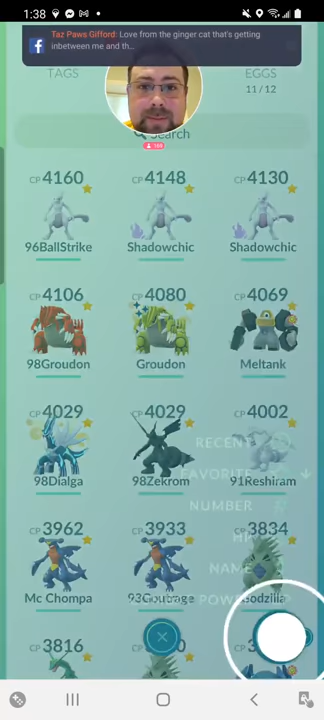 1:38
Taz Paws Gifford: Love from the ginger cat that's getting
inbetween me and th...
TAGS
EGGS
11 / 12
Search
CP 4160
CP 4148
CP 4130
96BallStrike
Shadowchic
Shadowchic
CP 4106
CP 4080
CP 4069
98Groudon
Groudon
Meltank
CP 4029
CP 4029
CP 4002
98Dialga
98Zekrom
91Reshiram
RECENT
FAVORITE
NUMBER
HP
NAME
CP 3962
CP 3933
CP 3834
Mc Chompa
Godzilla
CP 3816